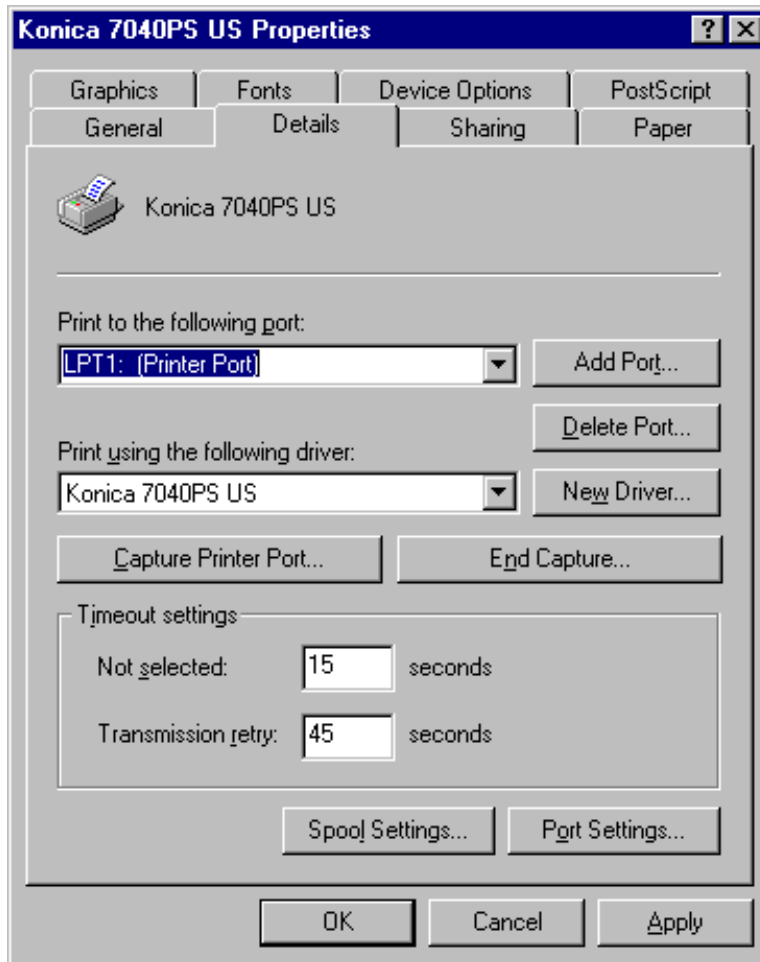 Konica 7040PS US Properties
Graphics Fonts Device Options PostScript
General Details Sharing Paper
Konica 7040PS US
Print to the following port:
LPT1: (Printer Port) Add Port...
Delete Port...
Print using the following driver:
Konica 7040PS US New Driver...
Capture Printer Port... End Capture...
Timeout settings
Not selected: 15 seconds
Transmission retry: 45 seconds
Spool Settings... Port Settings...
OK Cancel Apply